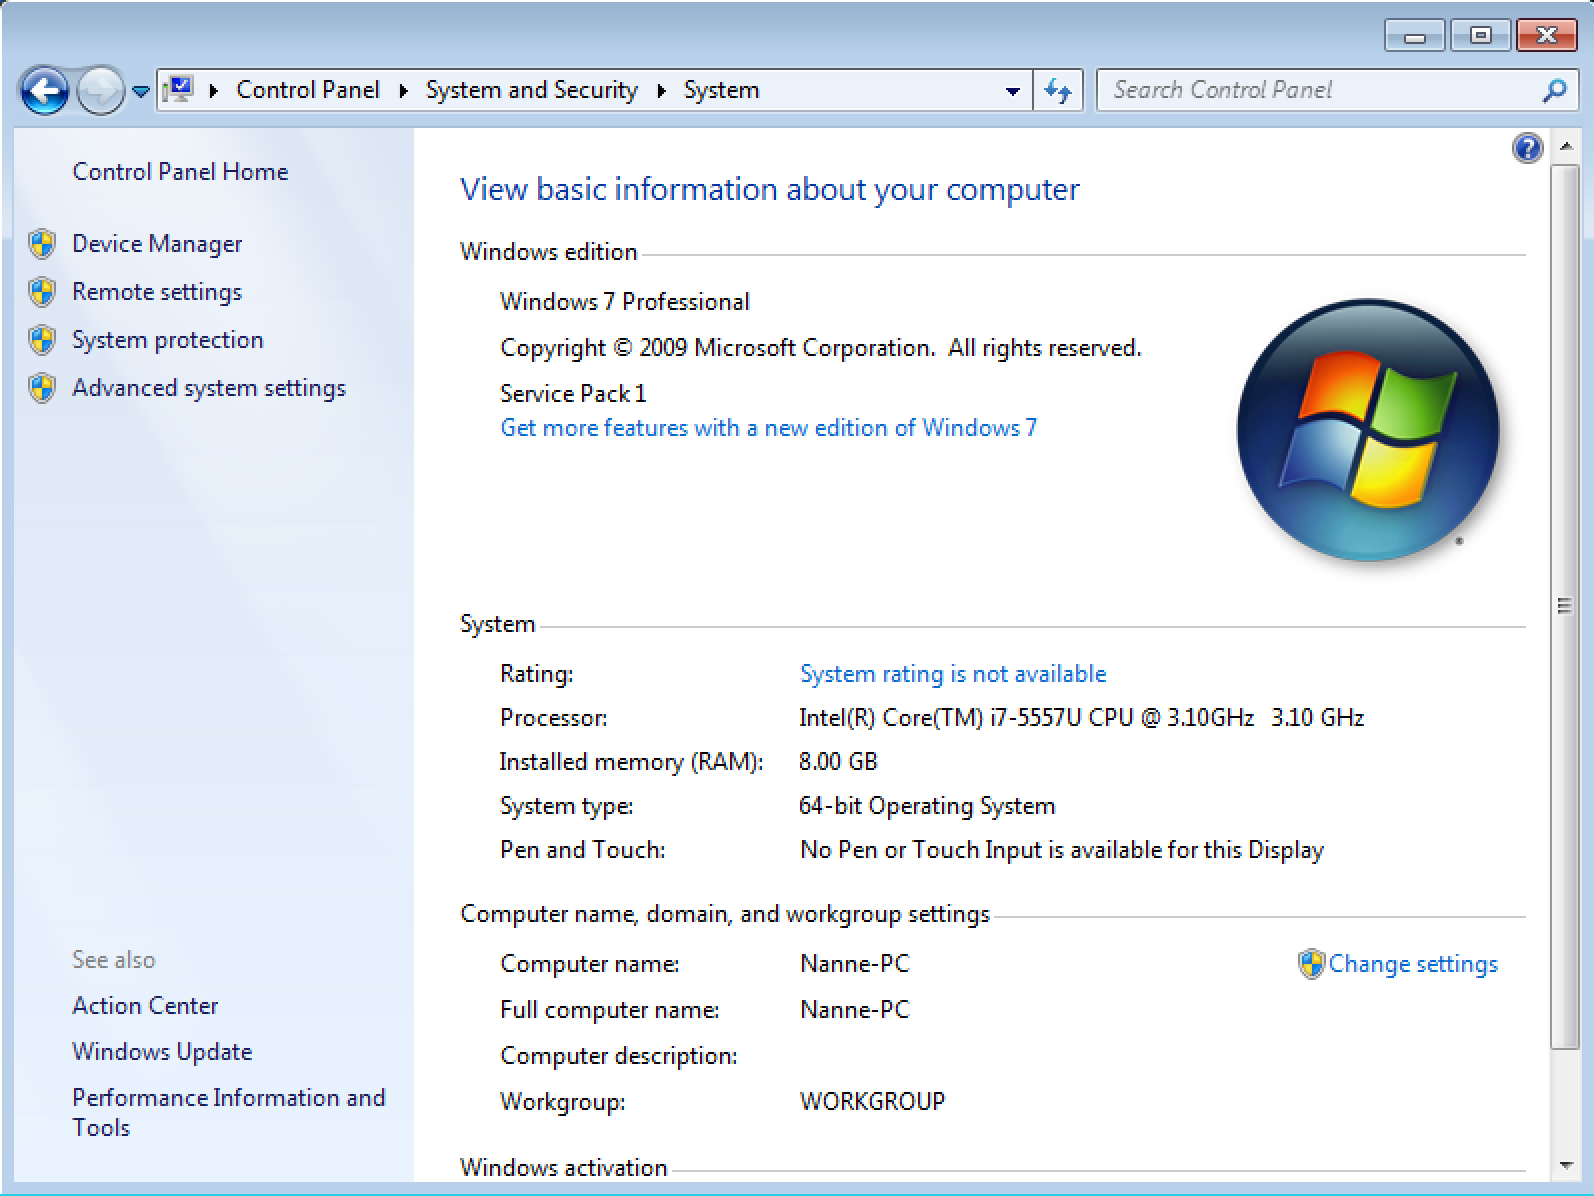 Control Panel System and Security System Search Control Panel
Control Panel Home
Device Manager
Remote settings
System protection
Advanced system settings
See also
Action Center
Windows Update
Performance Information and
Tools
View basic information about your computer
Windows edition
Windows 7 Professional
Copyright © 2009 Microsoft Corporation.  All rights reserved.
Service Pack 1
Get more features with a new edition of Windows 7
System
Rating: System rating is not available
Processor: Intel(R) Core(TM) i7-5557U CPU @ 3.10GHz   3.10 GHz
Installed memory (RAM): 8.00 GB
System type: 64-bit Operating System
Pen and Touch: No Pen or Touch Input is available for this Display
Computer name, domain, and workgroup settings
Computer name: Nanne-PC Change settings
Full computer name: Nanne-PC
Computer description:
Workgroup: WORKGROUP
Windows activation